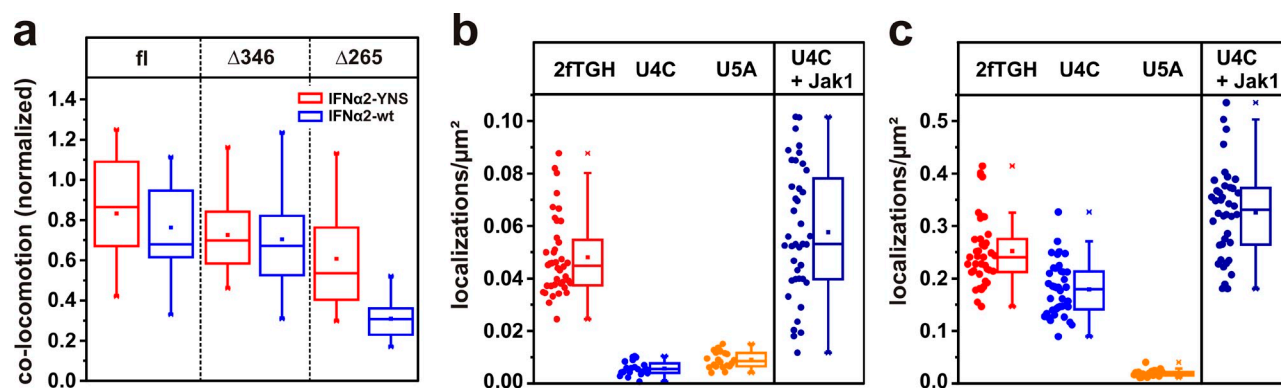 a
fl Δ346 Δ265
IFNα2-YNS
IFNα2-wt
co-locomotion (normalized)
1.4
1.2
1.0
0.8
0.6
0.4
0.2
0.0
b
2fTGH U4C U5A U4C
+ Jak1
localizations/μm²
0.10
0.08
0.06
0.04
0.02
0.00
c
2fTGH U4C U5A U4C
+ Jak1
localizations/μm²
0.5
0.4
0.3
0.2
0.1
0.0